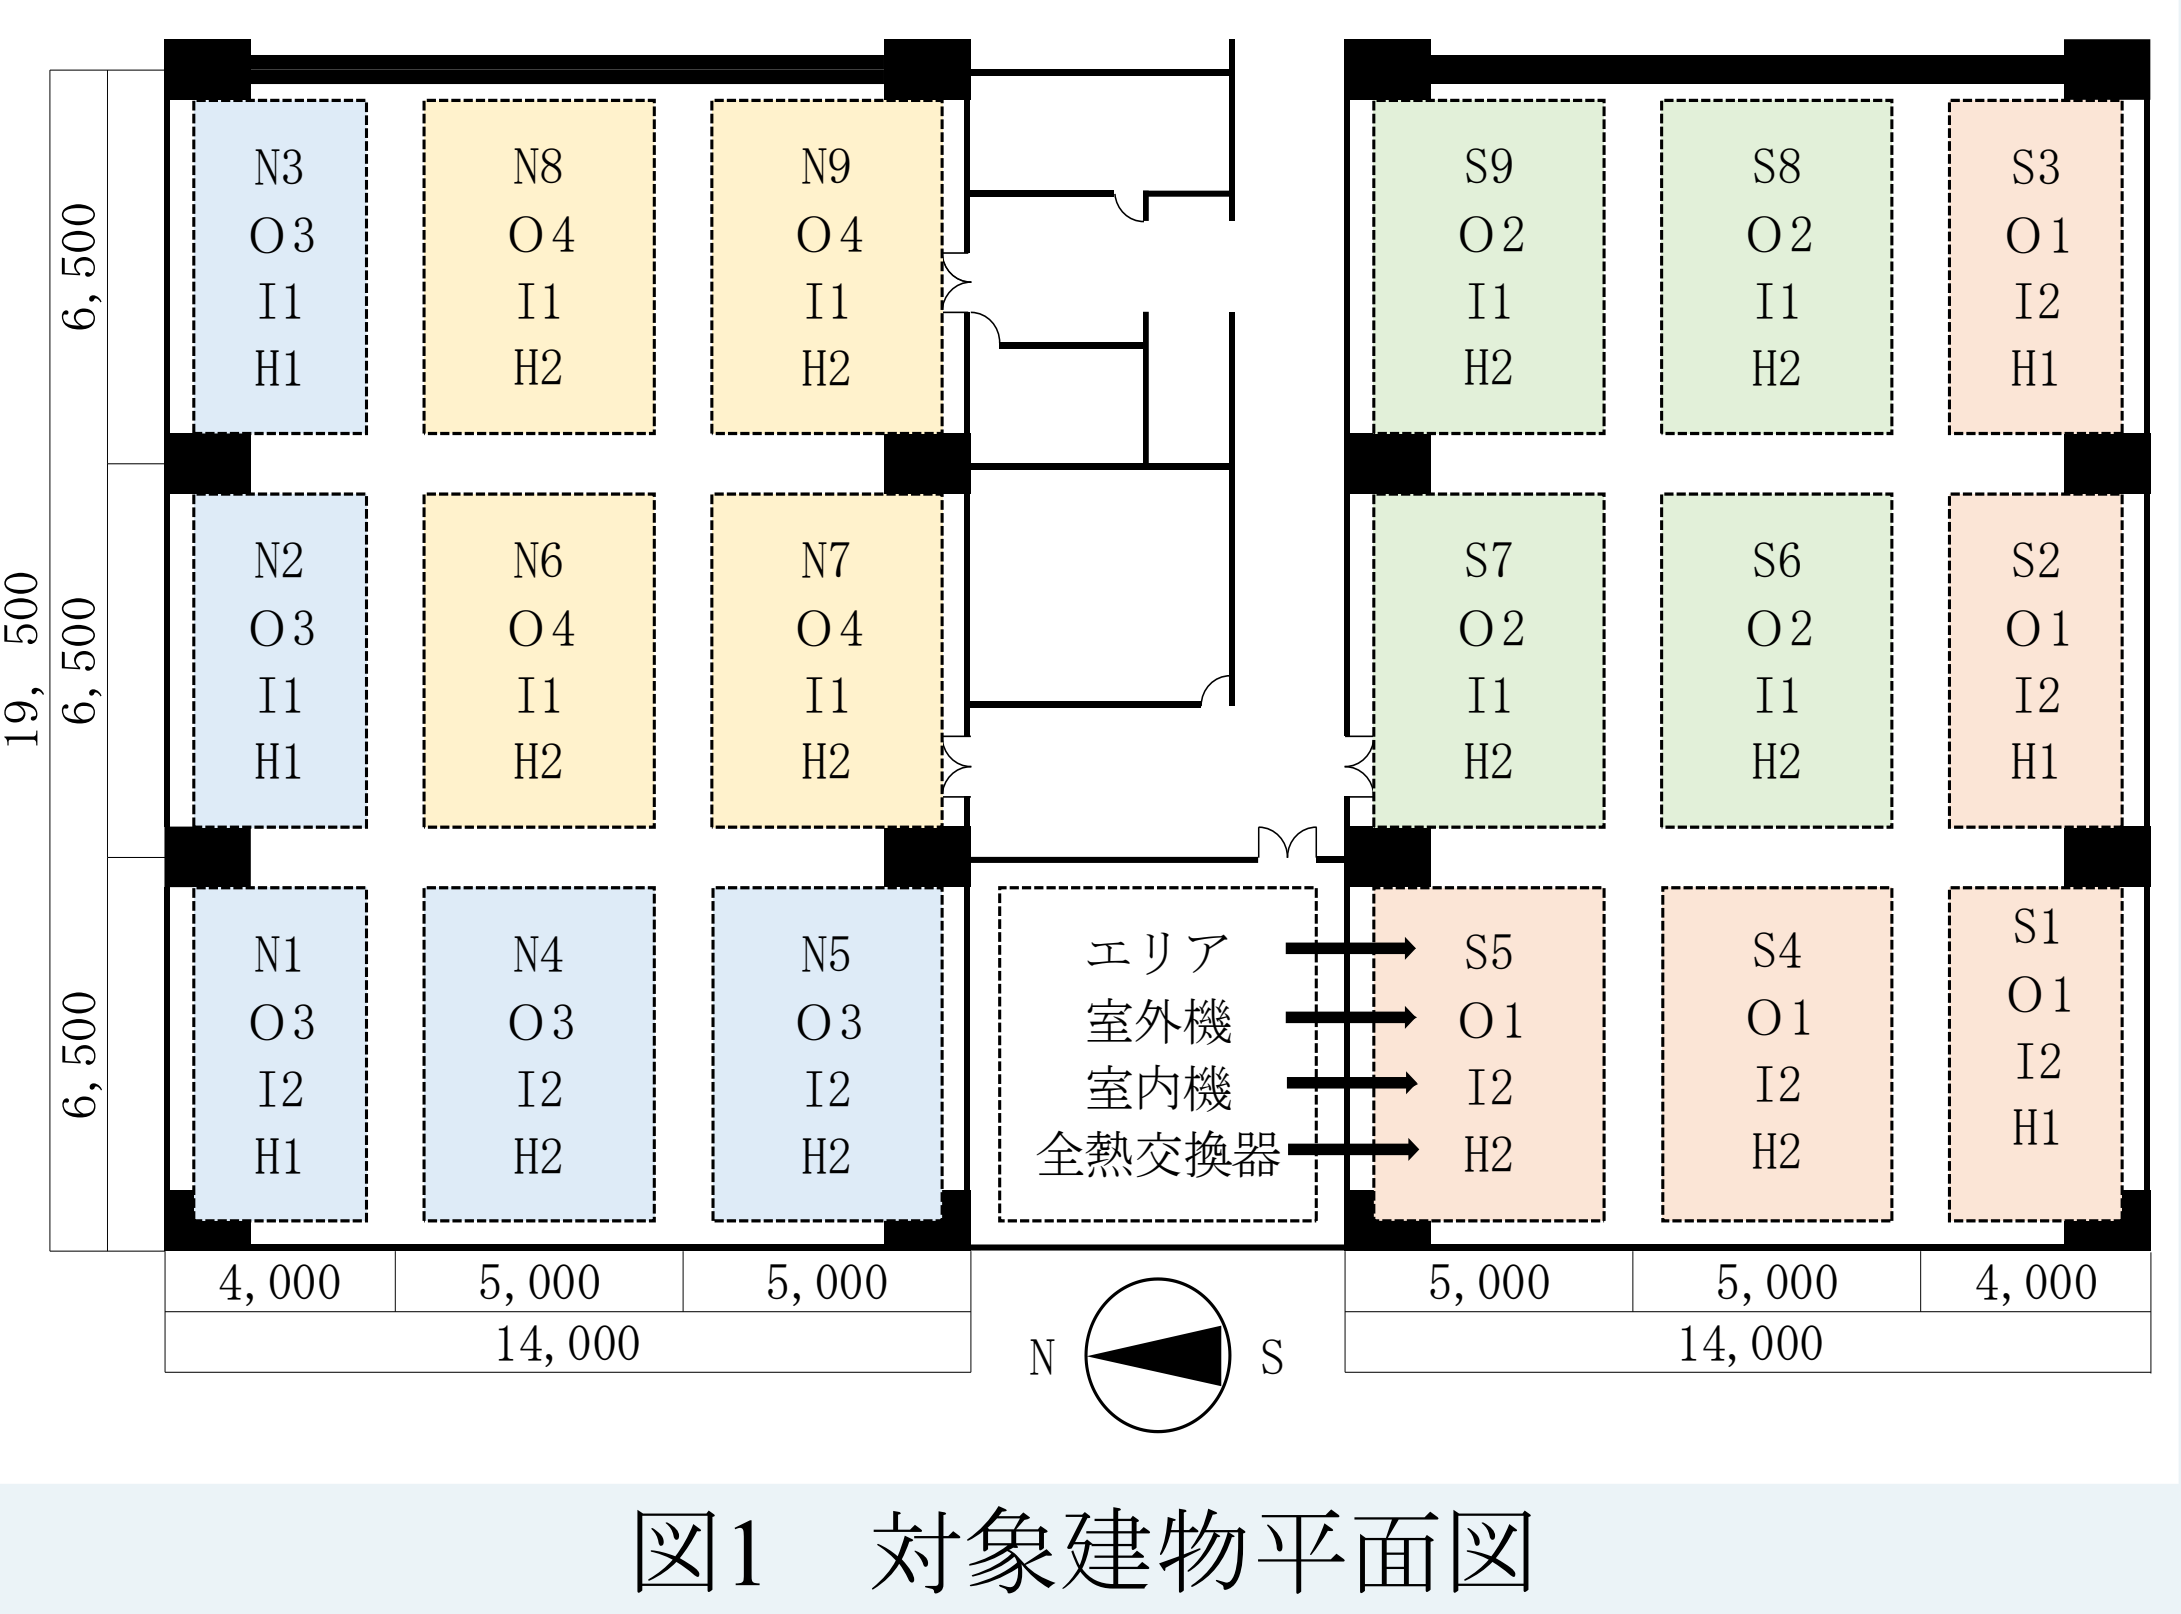 N3
O3
I1
H1
N8
O4
I1
H2
N9
O4
I1
H2
S9
O2
I1
H2
S8
O2
I1
H2
S3
O1
I2
H1
6,500
N2
O3
I1
H1
N6
O4
I1
H2
N7
O4
I1
H2
S7
O2
I1
H2
S6
O2
I1
H2
S2
O1
I2
H1
19,500
6,500
N1
O3
I2
H1
N4
O3
I2
H2
N5
O3
I2
H2
エリア
室外機
室内機
全熱交換器
S5
O1
I2
H2
S4
O1
I2
H2
S1
O1
I2
H1
6,500
4,000
5,000
5,000
5,000
5,000
4,000
14,000
14,000
N
S
図1 対象建物平面図